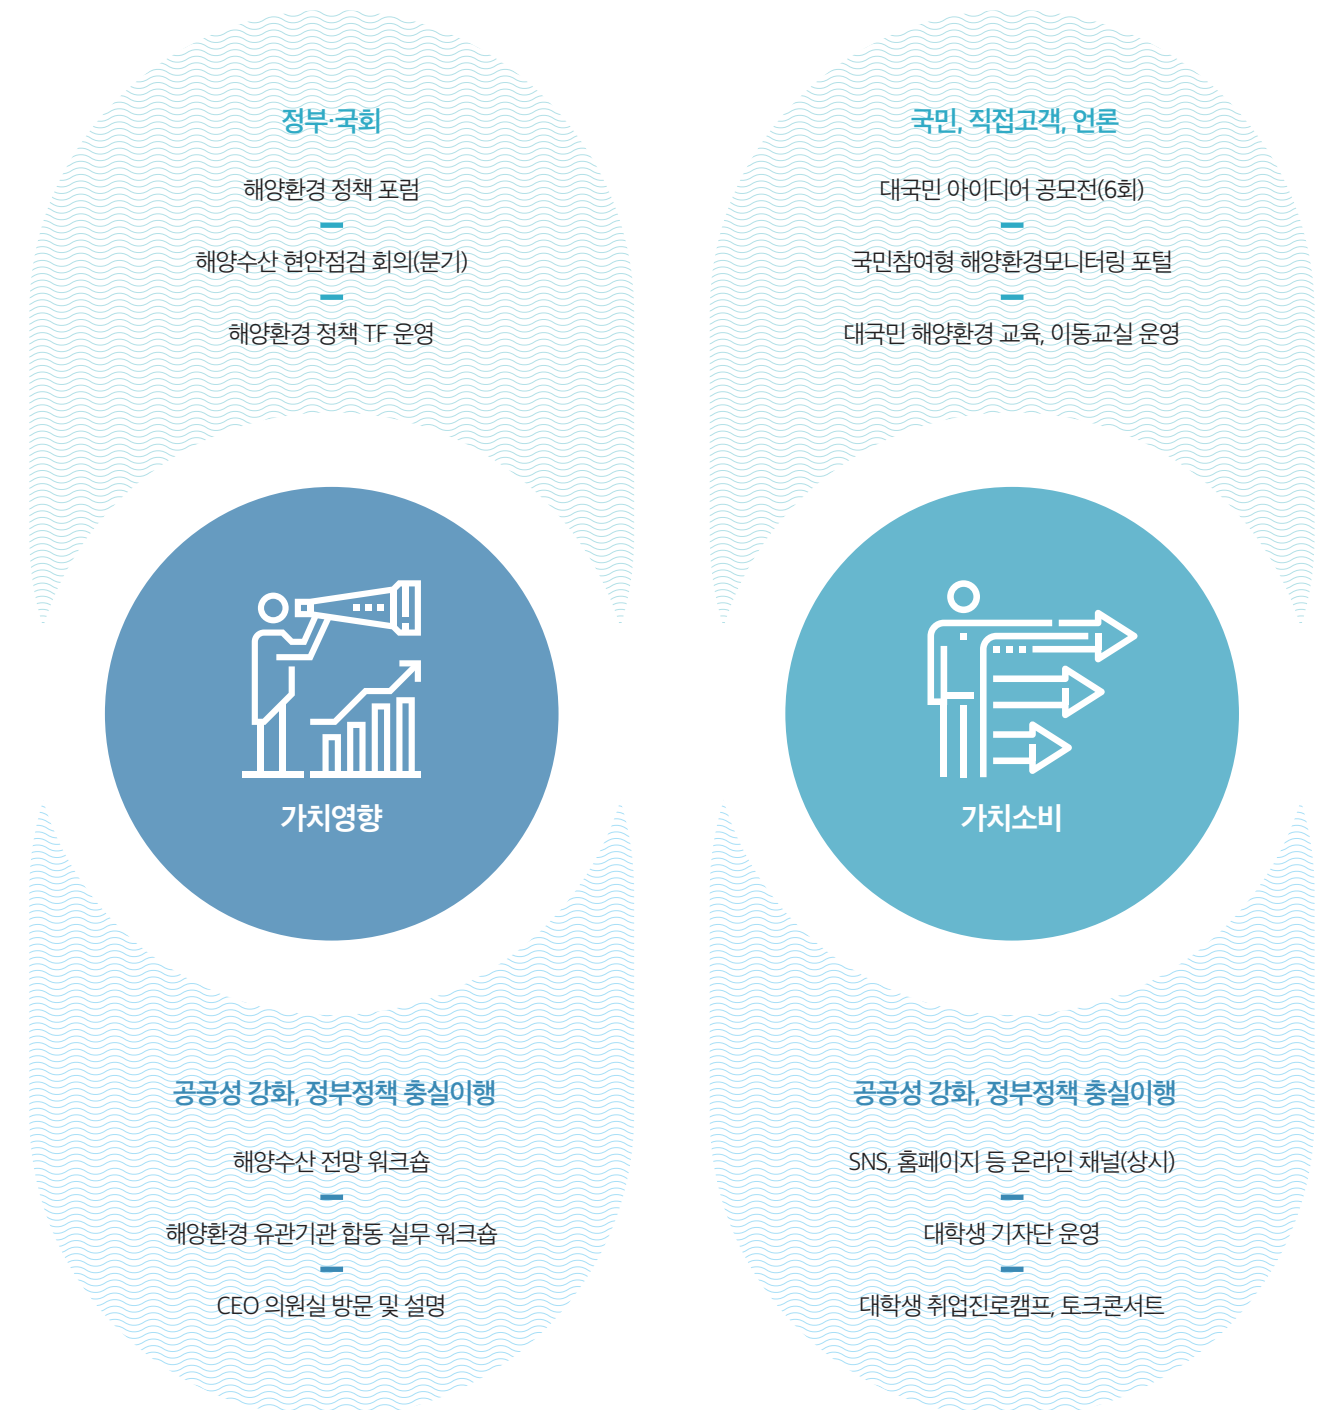 정부·국회
해양환경 정책 포럼
해양수산 현안점검 회의(분기)
해양환경 정책 TF 운영
가치영향
공공성 강화, 정부정책 충실이행
해양수산 전망 워크숍
해양환경 유관기관 합동 실무 워크숍
CEO 의원실 방문 및 설명
국민, 직접고객, 언론
대국민 아이디어 공모전(6회)
국민참여형 해양환경모니터링 포털
대국민 해양환경 교육, 이동교실 운영
가치소비
공공성 강화, 정부정책 충실이행
SNS, 홈페이지 등 온라인 채널(상시)
대학생 기자단 운영
대학생 취업진로캠프, 토크콘서트